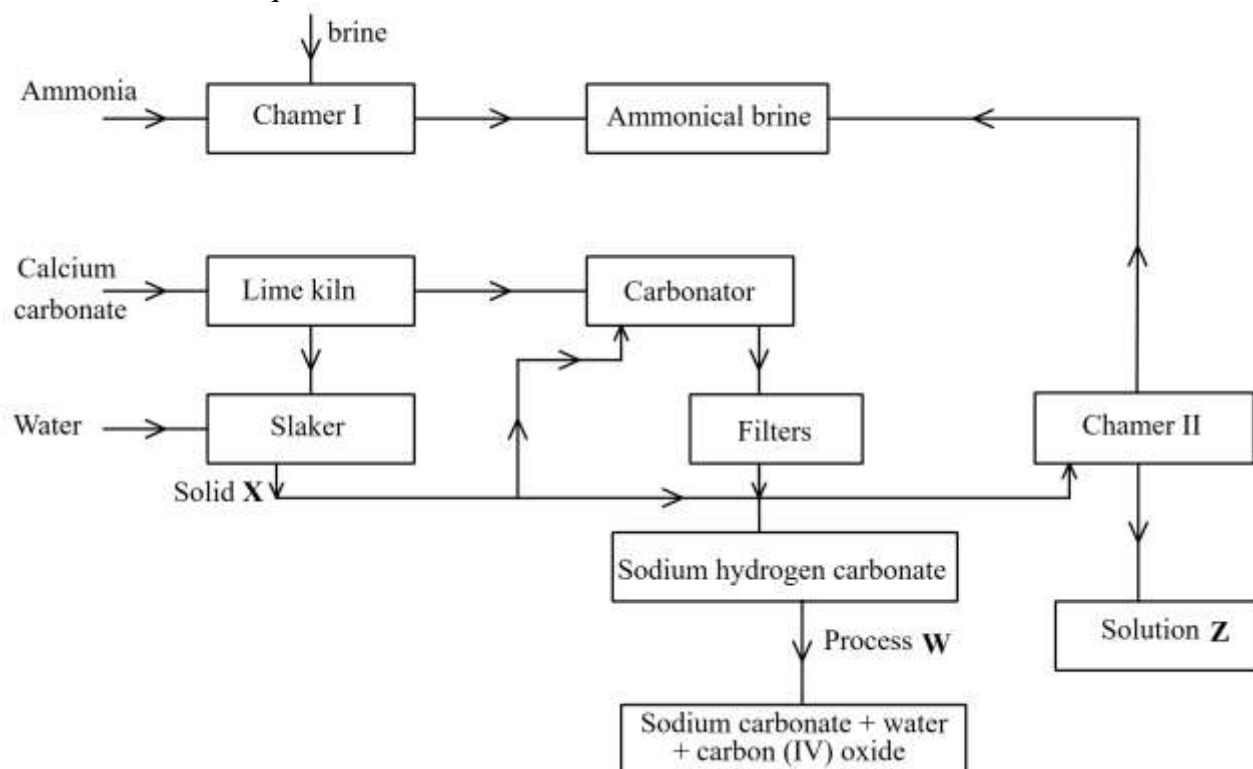 brine
Ammonia
Chamer I
Ammonical brine
Calcium
carbonate
Lime kiln
Carbonator
Water
Slaker
Filters
Chamer II
Solid X
Sodium hydrogen carbonate
Process W
Solution Z
Sodium carbonate + water
+ carbon (IV) oxide